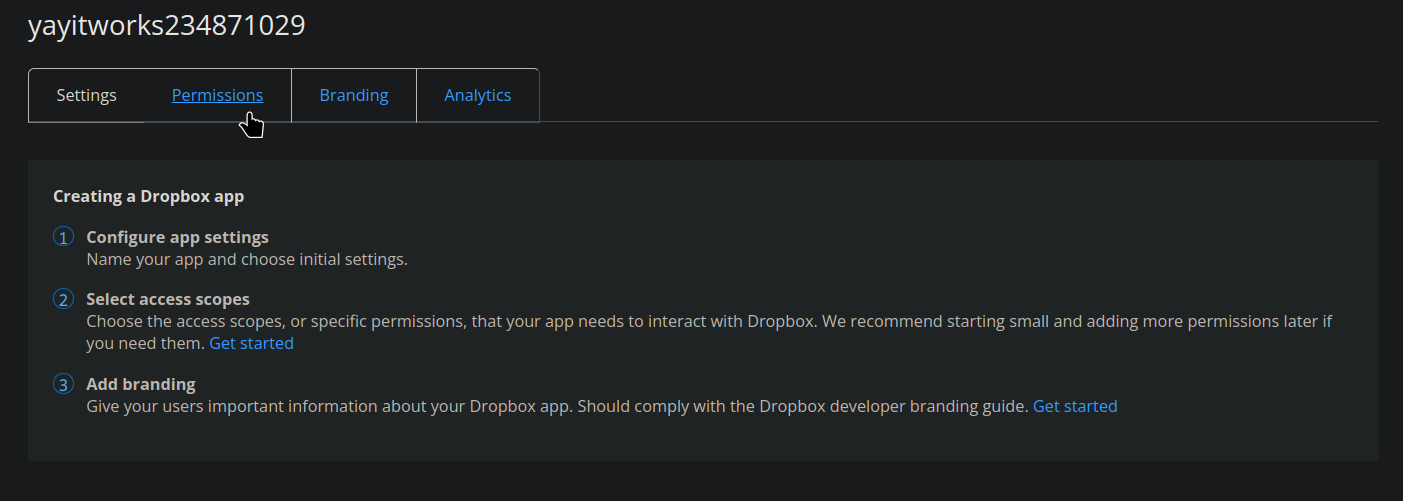 yayitworks234871029
Settings Permissions Branding Analytics
Creating a Dropbox app
1 Configure app settings
Name your app and choose initial settings.
2 Select access scopes
Choose the access scopes, or specific permissions, that your app needs to interact with Dropbox. We recommend starting small and adding more permissions later if
you need them. Get started
3 Add branding
Give your users important information about your Dropbox app. Should comply with the Dropbox developer branding guide. Get started